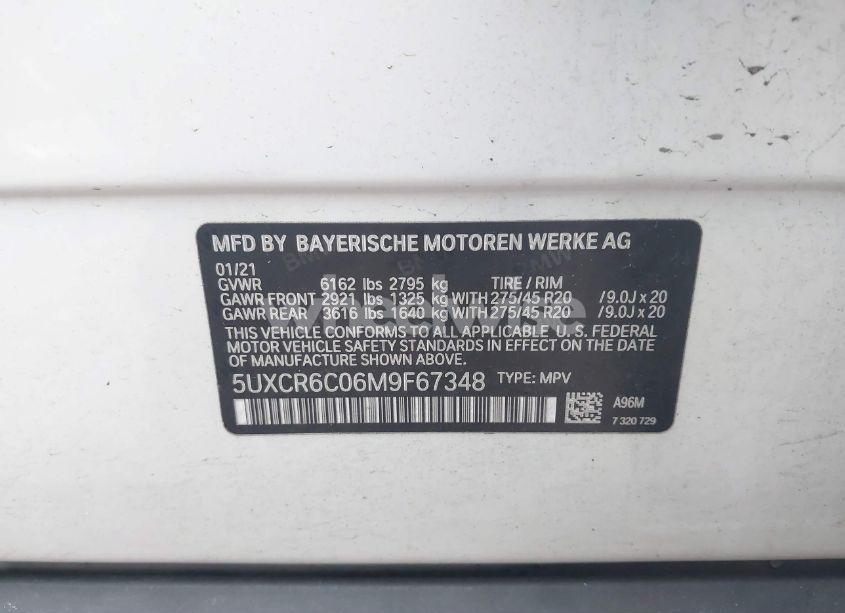 MFD BY BAYERISCHE MOTOREN WERKE AG
01/21
GVWR 6162 lbs 2795 kg TIRE / RIM
GAWR FRONT 2921 lbs 1325 kg WITH 275/45 R20 /9.0J x 20
GAWR REAR 3616 lbs 1640 kg WITH 275/45 R20 /9.0J x 20
THIS VEHICLE CONFORMS TO ALL APPLICABLE U. S. FEDERAL
MOTOR VEHICLE SAFETY STANDARDS IN EFFECT ON THE DATE
OF MANUFACTURE SHOWN ABOVE.
5UXCR6C06M9F67348 TYPE: MPV
A96M
7 320 729